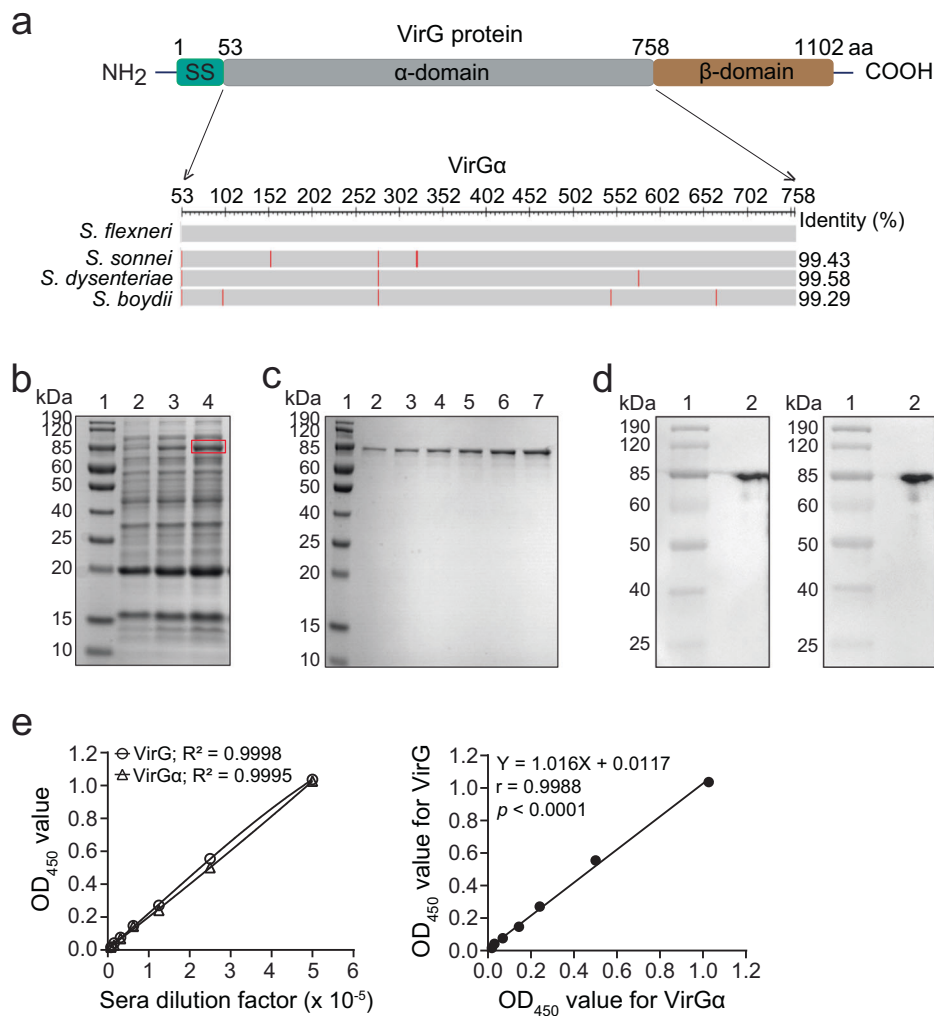 a
VirG protein
1 53 758 1102 aa
NH2 SS α-domain β-domain COOH
VirGα
53 102 152 202 252 302 352 402 452 502 552 602 652 702 758
Identity (%)
S. flexneri
S. sonnei 99.43
S. dysenteriae 99.58
S. boydii 99.29
b
kDa 1 2 3 4
190
120
85
60
50
40
25
20
15
10
c
kDa 1 2 3 4 5 6 7
190
120
85
60
50
40
25
20
15
10
d
kDa 1 2
190
120
85
60
50
40
25
kDa 1 2
190
120
85
60
50
40
25
e
VirG; R² = 0.9998
VirGα; R² = 0.9995
OD450 value
1.2
1.0
0.8
0.6
0.4
0.2
0.0
0 1 2 3 4 5 6
Sera dilution factor (x 10-5)
Y = 1.016X + 0.0117
r = 0.9988
p < 0.0001
OD450 value for VirG
1.2
1.0
0.8
0.6
0.4
0.2
0.0
0.0 0.2 0.4 0.6 0.8 1.0 1.2
OD450 value for VirGα